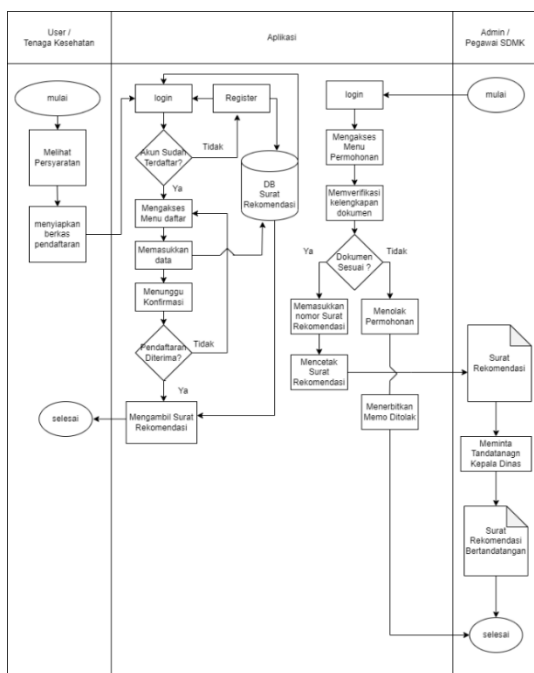 User /
Tenaga Kesehatan
Aplikasi
Admin /
Pegawai SDMK
mulai
Melihat
Persyaratan
menyiapkan
berkas
pendaftaran
selesai
login
Register
Akun Sudah
Terdaftar?
Tidak
Ya
DB
Surat
Rekomendasi
Mengakses
Menu daftar
Memasukkan
data
Menunggu
Konfirmasi
Pendaftaran
Diterima?
Tidak
Ya
Mengambil Surat
Rekomendasi
login
Mengakses
Menu
Permohonan
Memverifikasi
kelengkapan
dokumen
Ya
Dokumen
Sesuai ?
Tidak
Memasukkan
nomor Surat
Rekomendasi
Menolak
Permohonan
Mencetak
Surat
Rekomendasi
Menerbitkan
Memo Ditolak
mulai
Surat
Rekomendasi
Meminta
Tandatanagn
Kepala Dinas
Surat
Rekomendasi
Bertandatangan
selesai